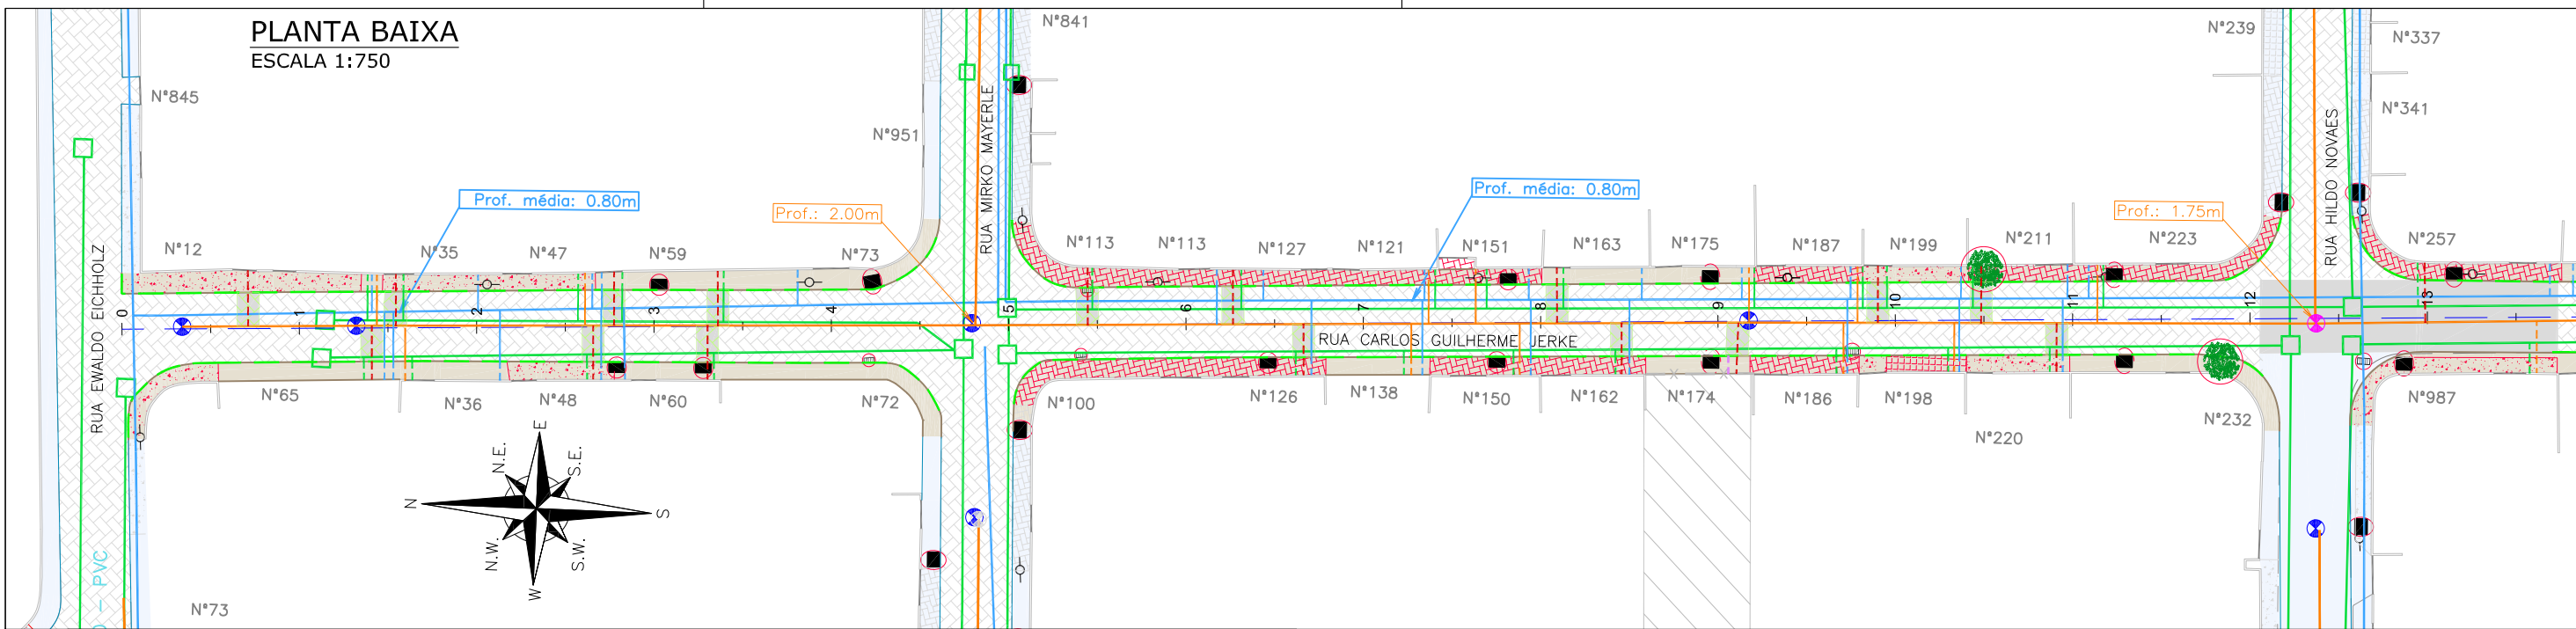 PLANTA BAIXA
ESCALA 1:750
N°845
N°951
N°841
N°239
N°337
N°341
RUA EWALDO EICHHOLZ
RUA MIRKO MAYERLE
RUA HILDO NOVAES
Prof. média: 0.80m
Prof.: 2.00m
Prof. média: 0.80m
Prof.: 1.75m
N°12
N°35
N°47
N°59
N°73
N°113
N°113
N°127
N°121
N°151
N°163
N°175
N°187
N°199
N°211
N°223
N°257
0
1
2
3
4
5
6
7
8
9
10
11
12
13
RUA CARLOS GUILHERME JERKE
N°65
N°36
N°48
N°60
N°72
N°100
N°126
N°138
N°150
N°162
N°174
N°186
N°198
N°220
N°232
N°987
E
N.E.
S.E.
N
S
N.W.
S.W.
W
- PVC
N°73